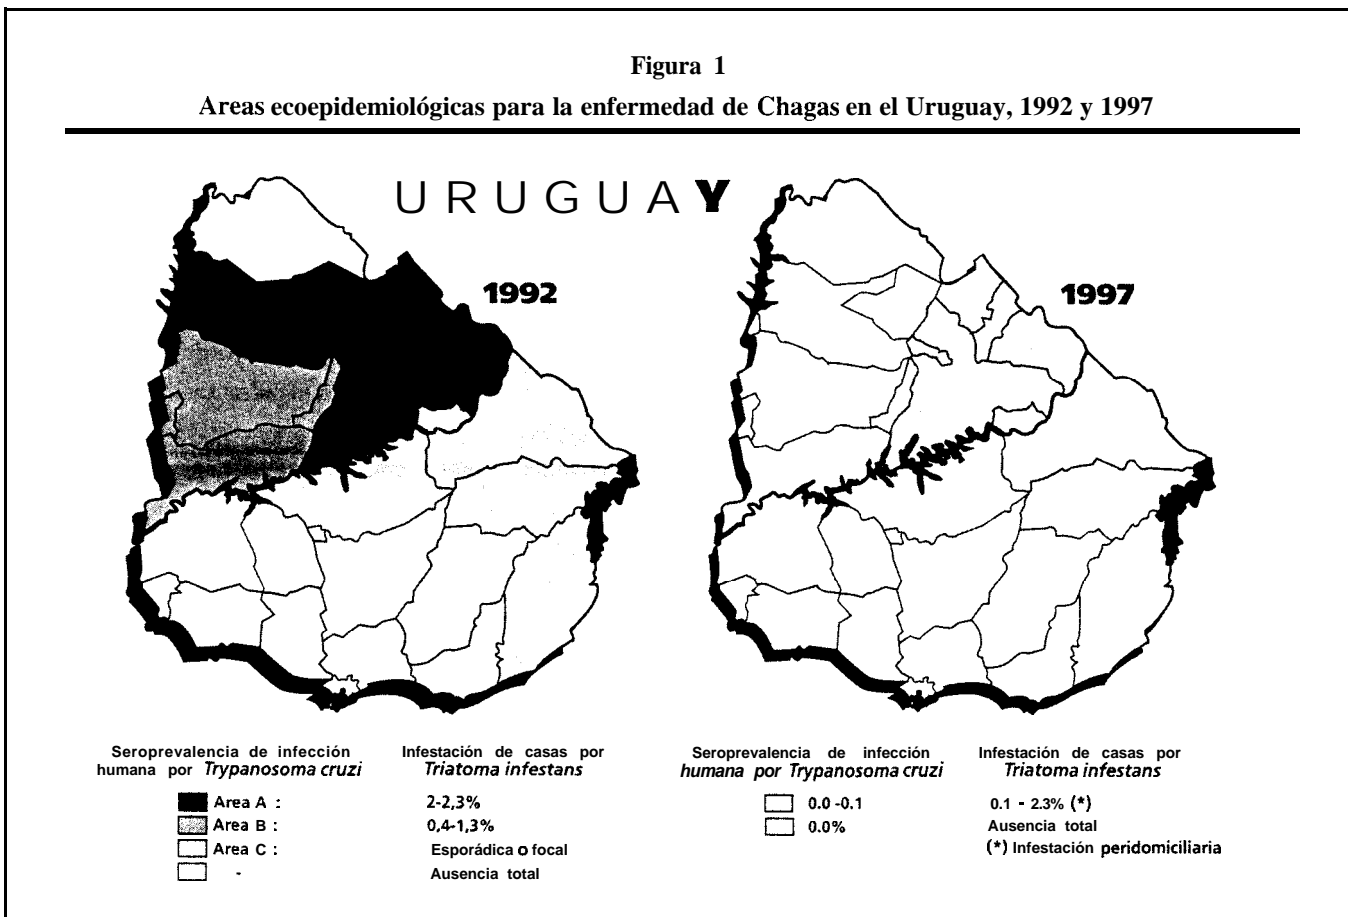 Figura 1
Areas ecoepidemiológicas para la enfermedad de Chagas en el Uruguay, 1992 y 1997
URUGUAY
1992
1997
Seroprevalencia de infección
humana por Trypanosoma cruzi
Infestación de casas por
Triatoma infestans
Area A :
2-2,3%
Area B :
0,4-1,3%
Area C :
Esporádica o focal
-
Ausencia total
Seroprevalencia de infección
humana por Trypanosoma cruzi
Infestación de casas por
Triatoma infestans
0.0 -0.1
0.1 - 2.3% (*)
0.0%
Ausencia total
(*) Infestación peridomiciliaria